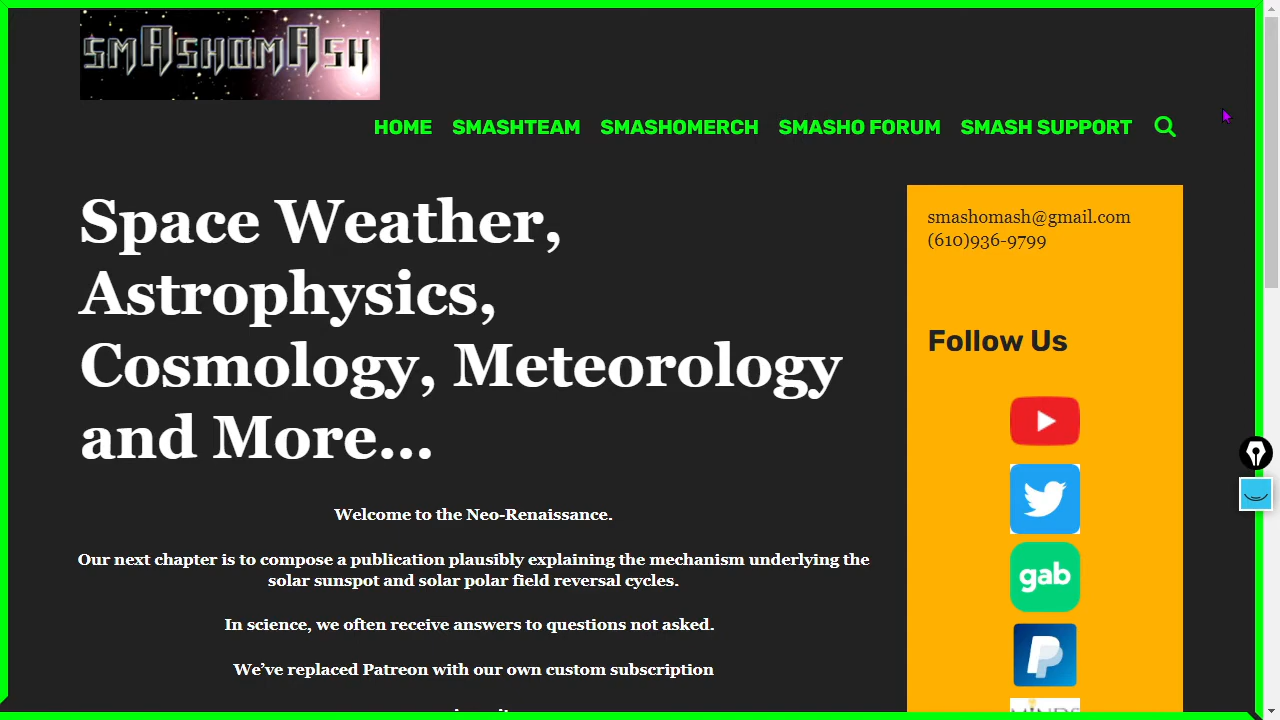 SMASHOMASH
HOME SMASHTEAM SMASHOMERCH SMASHO FORUM SMASH SUPPORT
Space Weather,
Astrophysics,
Cosmology, Meteorology
and More...
Welcome to the Neo-Renaissance.
Our next chapter is to compose a publication plausibly explaining the mechanism underlying the
solar sunspot and solar polar field reversal cycles.
In science, we often receive answers to questions not asked.
We’ve replaced Patreon with our own custom subscription
smashomash@gmail.com
(610)936-9799
Follow Us
gab